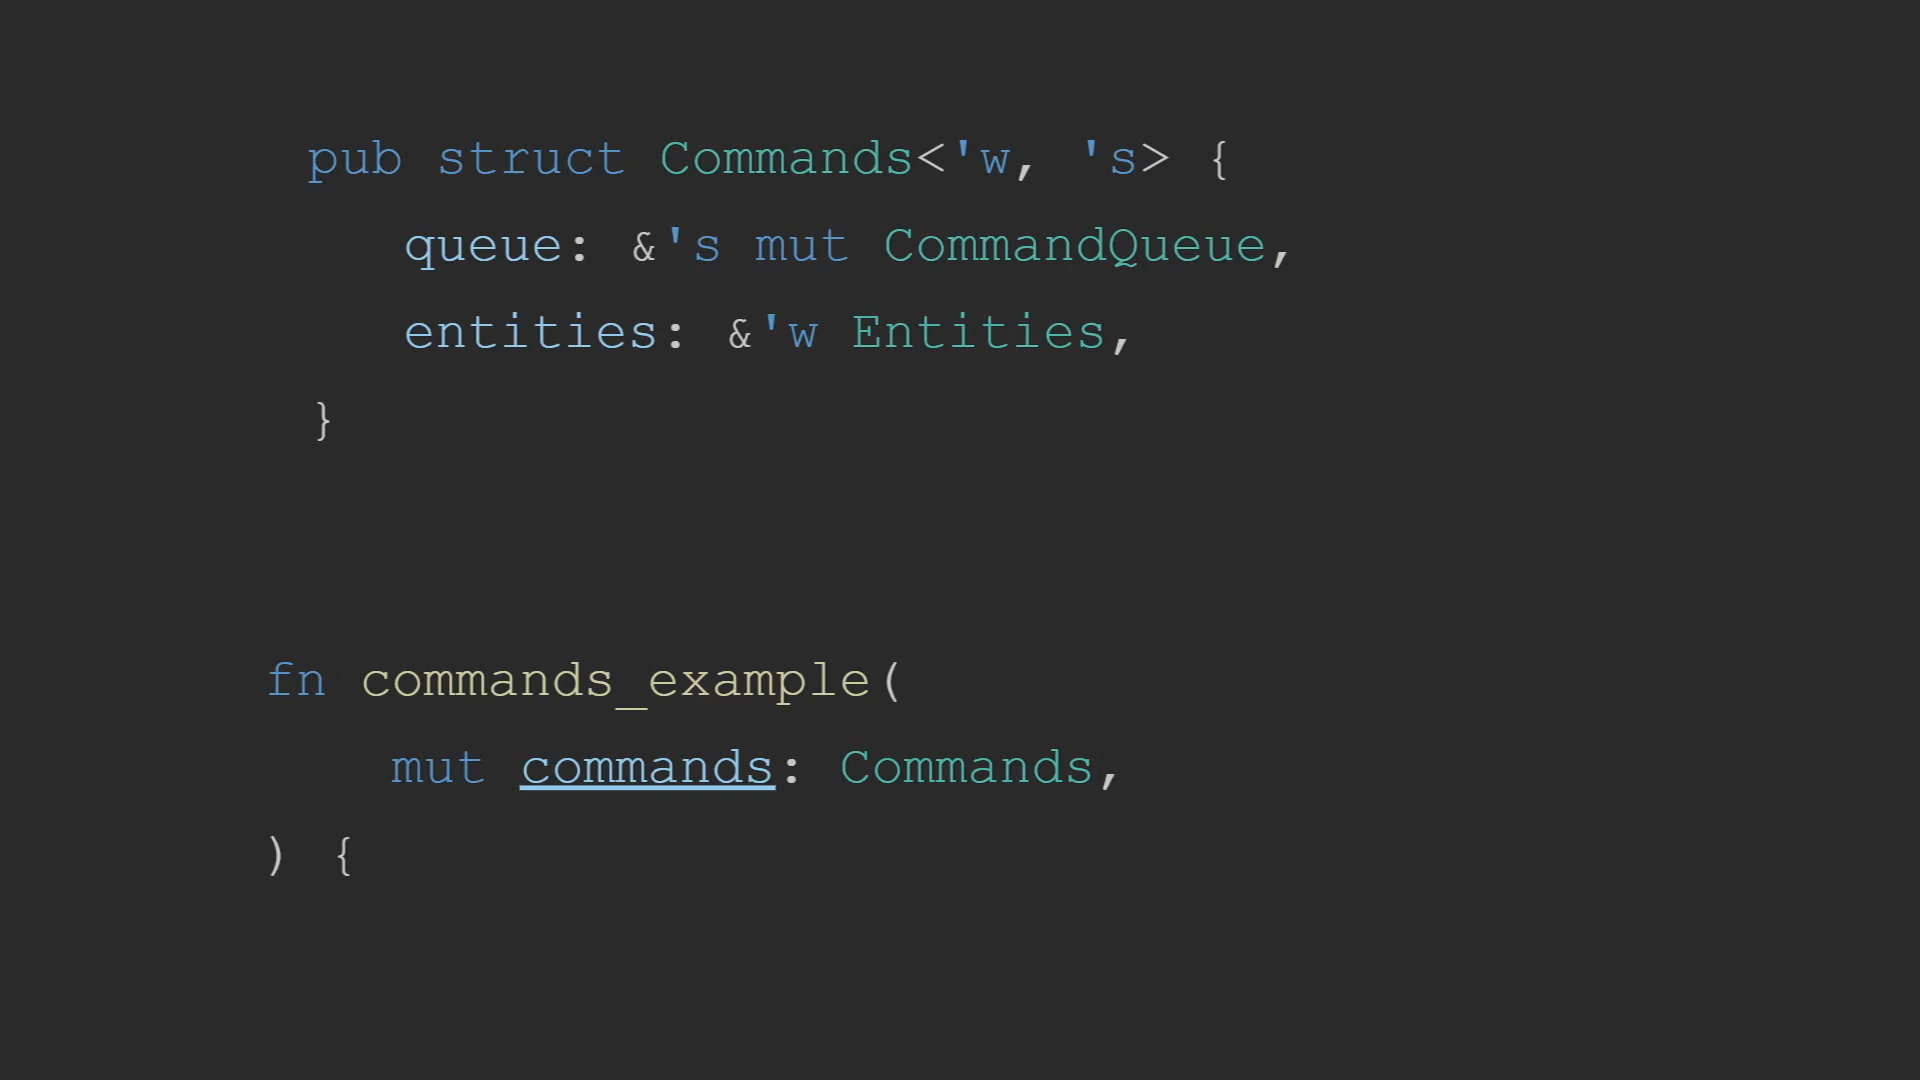 pub struct Commands<'w, 's> {
queue: &'s mut CommandQueue,
entities: &'w Entities,
}
fn commands_example(
mut commands: Commands,
) {